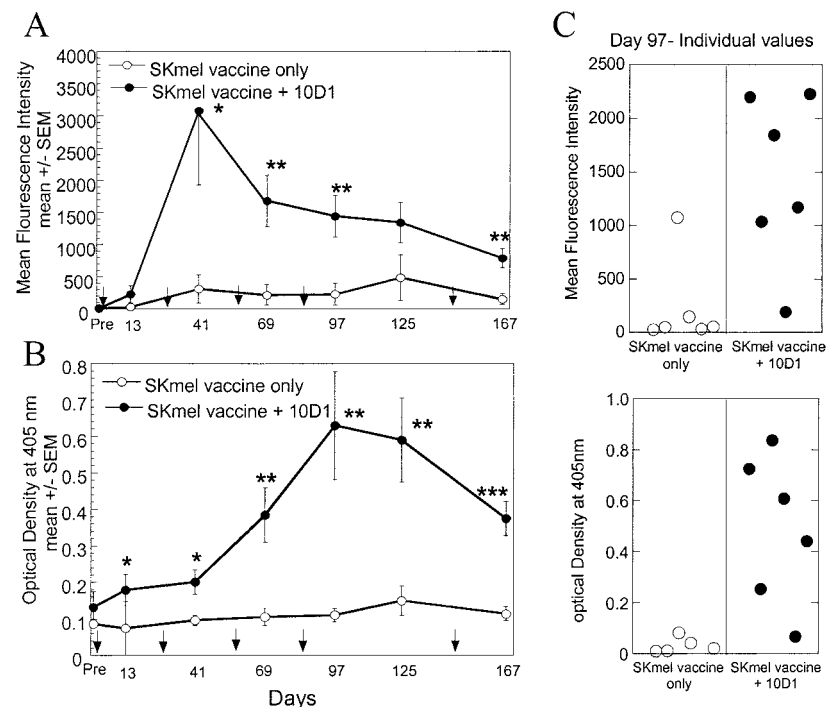 A
Mean Flourescence Intensity
mean +/- SEM
4000
3500
3000
2500
2000
1500
1000
500
0
SKmel vaccine only
SKmel vaccine + 10D1
*
**
**
**
Pre 13 41 69 97 125 167
B
Optical Density at 405 nm
mean +/- SEM
0.8
0.7
0.6
0.5
0.4
0.3
0.2
0.1
0
SKmel vaccine only
SKmel vaccine + 10D1
*
*
**
**
**
***
Pre 13 41 69 97 125 167
Days
C
Day 97- Individual values
Mean Fluorescence Intensity
2500
2000
1500
1000
500
0
SKmel vaccine
only
SKmel vaccine
+ 10D1
optical Density at 405nm
1.0
0.8
0.6
0.4
0.2
0
SKmel vaccine
only
SKmel vaccine
+ 10D1